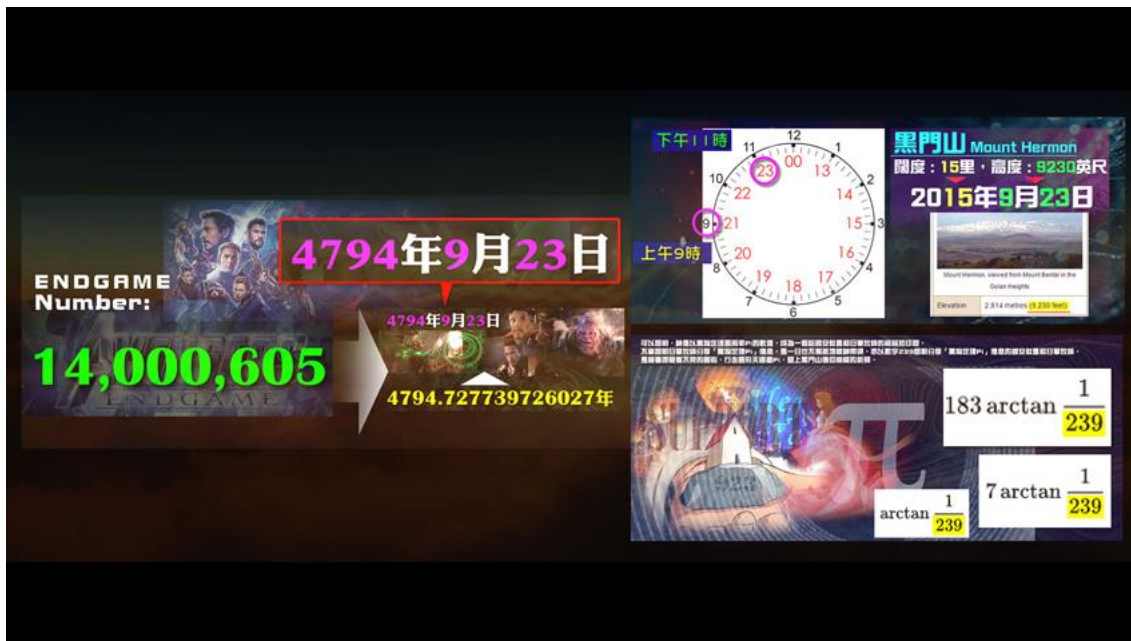 ENDGAME
Number:
14,000,605
ENDGAME
4794年9月23日
4794年9月23日
4794.727739726027年
下午11時
上午9時
12
1
2
3
4
5
6
7
8
9
10
11
00
13
14
15
16
17
18
19
20
21
22
23
黑門山 Mount Hermon
闊度：15里，高度：9230英尺
2015年9月23日
Mount Hermon, viewed from Mount Bental in the
Golan Heights
Elevation 2,814 metres (9,230 feet)
π
183 arctan 1/239
7 arctan 1/239
arctan 1/239